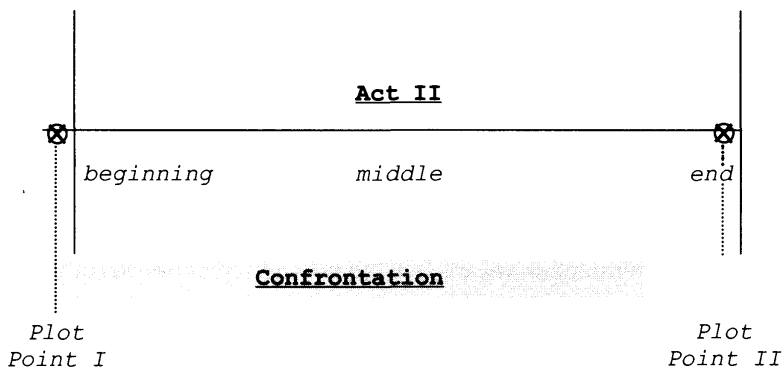 Act II
beginning middle end
Confrontation
Plot Plot
Point I Point II